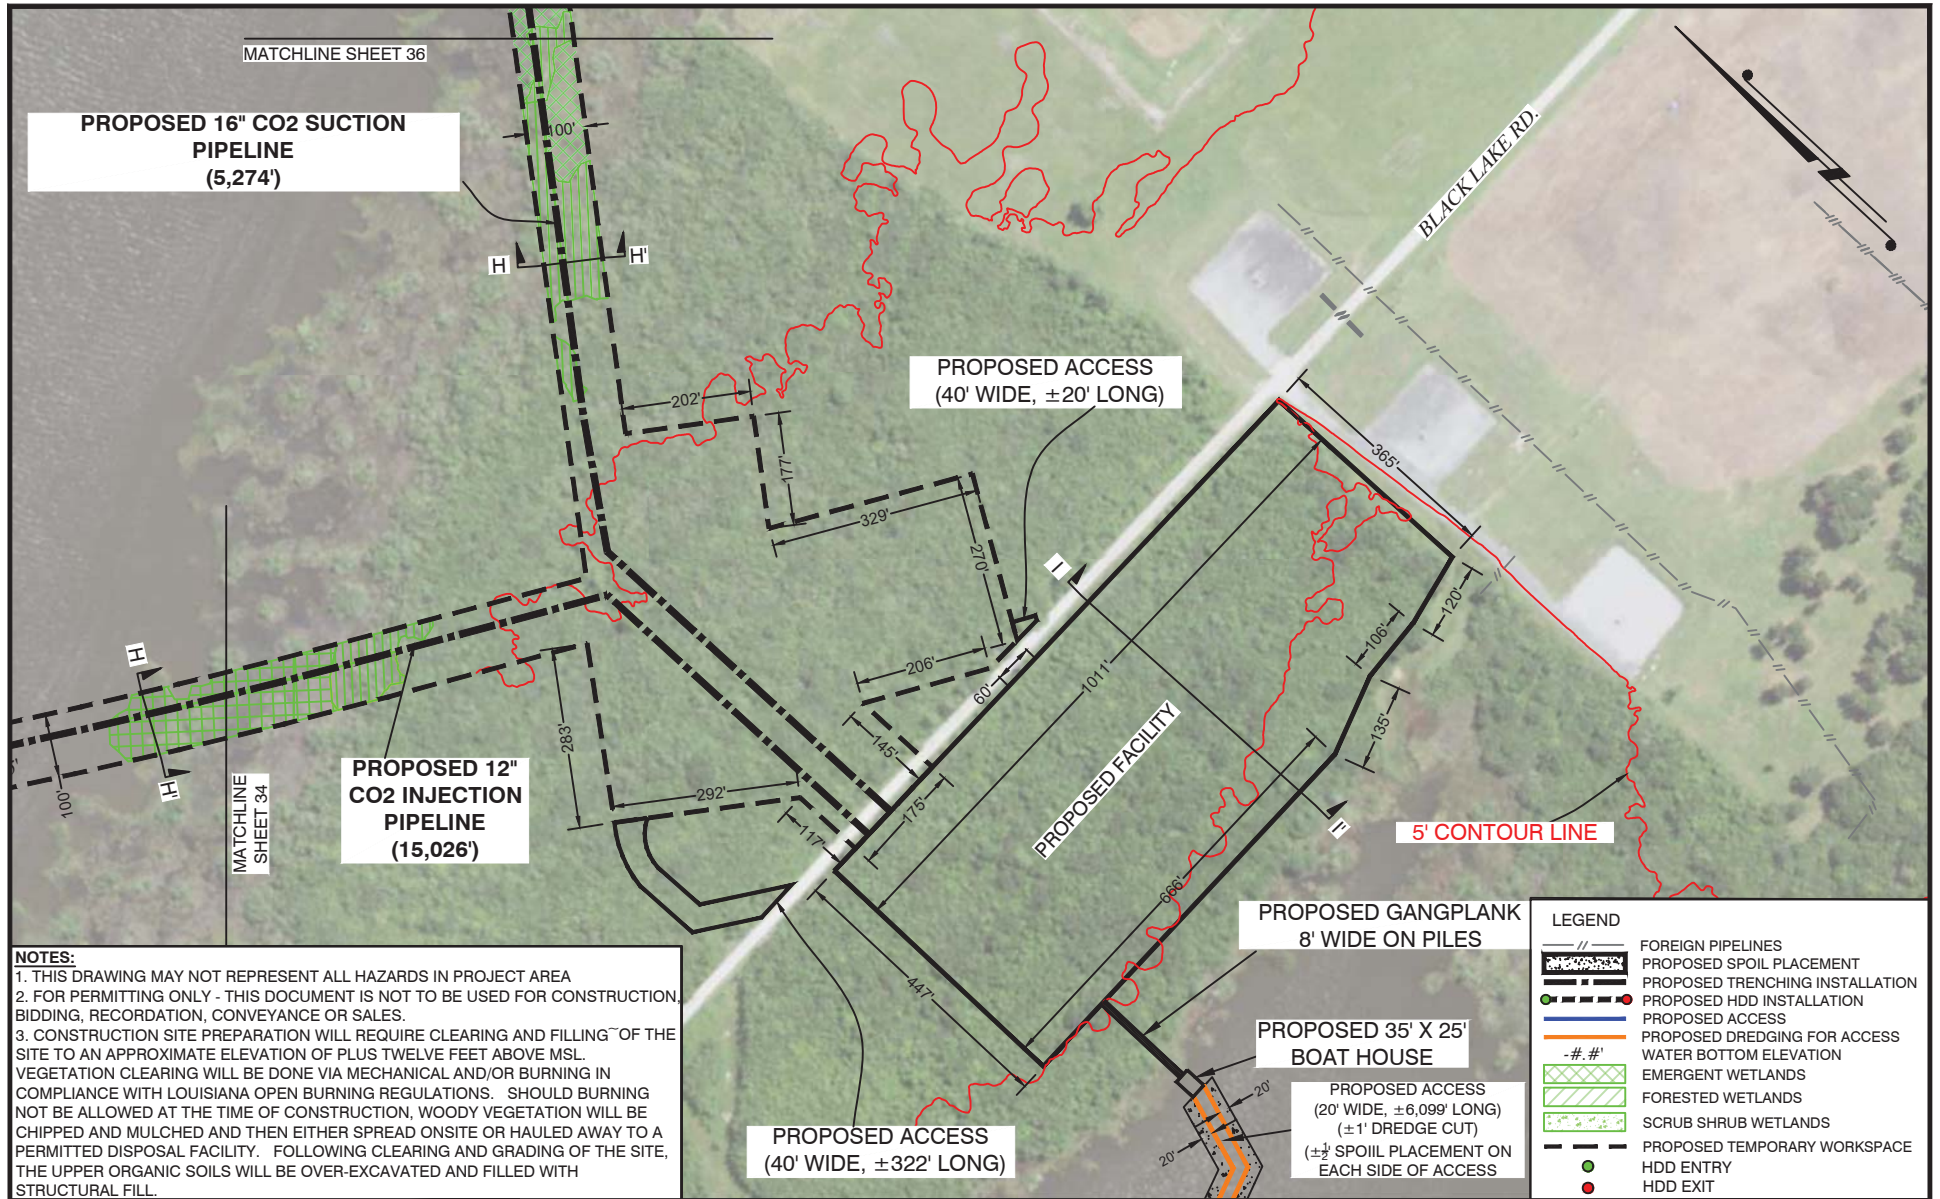 MATCHLINE SHEET 36
PROPOSED 16" CO2 SUCTION
PIPELINE
(5,274')
100'
H
H'
BLACK LAKE RD.
PROPOSED ACCESS
(40' WIDE, ±20' LONG)
202'
177'
329'
270'
365'
I
120'
106'
135'
206'
60'
1011'
145'
175'
PROPOSED FACILITY
666'
I'
5' CONTOUR LINE
H
H'
100'
MATCHLINE
SHEET 34
PROPOSED 12"
CO2 INJECTION
PIPELINE
(15,026')
283'
292'
117'
447'
PROPOSED GANGPLANK
8' WIDE ON PILES
PROPOSED 35' X 25'
BOAT HOUSE
20'
20'
PROPOSED ACCESS
(20' WIDE, ±6,099' LONG)
(±1' DREDGE CUT)
(±½' SPOIIL PLACEMENT ON
EACH SIDE OF ACCESS
PROPOSED ACCESS
(40' WIDE, ±322' LONG)
NOTES:
1. THIS DRAWING MAY NOT REPRESENT ALL HAZARDS IN PROJECT AREA
2. FOR PERMITTING ONLY - THIS DOCUMENT IS NOT TO BE USED FOR CONSTRUCTION,
BIDDING, RECORDATION, CONVEYANCE OR SALES.
3. CONSTRUCTION SITE PREPARATION WILL REQUIRE CLEARING AND FILLING~OF THE
SITE TO AN APPROXIMATE ELEVATION OF PLUS TWELVE FEET ABOVE MSL.
VEGETATION CLEARING WILL BE DONE VIA MECHANICAL AND/OR BURNING IN
COMPLIANCE WITH LOUISIANA OPEN BURNING REGULATIONS. SHOULD BURNING
NOT BE ALLOWED AT THE TIME OF CONSTRUCTION, WOODY VEGETATION WILL BE
CHIPPED AND MULCHED AND THEN EITHER SPREAD ONSITE OR HAULED AWAY TO A
PERMITTED DISPOSAL FACILITY. FOLLOWING CLEARING AND GRADING OF THE SITE,
THE UPPER ORGANIC SOILS WILL BE OVER-EXCAVATED AND FILLED WITH
STRUCTURAL FILL.
LEGEND
FOREIGN PIPELINES
PROPOSED SPOIL PLACEMENT
PROPOSED TRENCHING INSTALLATION
PROPOSED HDD INSTALLATION
PROPOSED ACCESS
PROPOSED DREDGING FOR ACCESS
-#.#' WATER BOTTOM ELEVATION
EMERGENT WETLANDS
FORESTED WETLANDS
SCRUB SHRUB WETLANDS
PROPOSED TEMPORARY WORKSPACE
HDD ENTRY
HDD EXIT